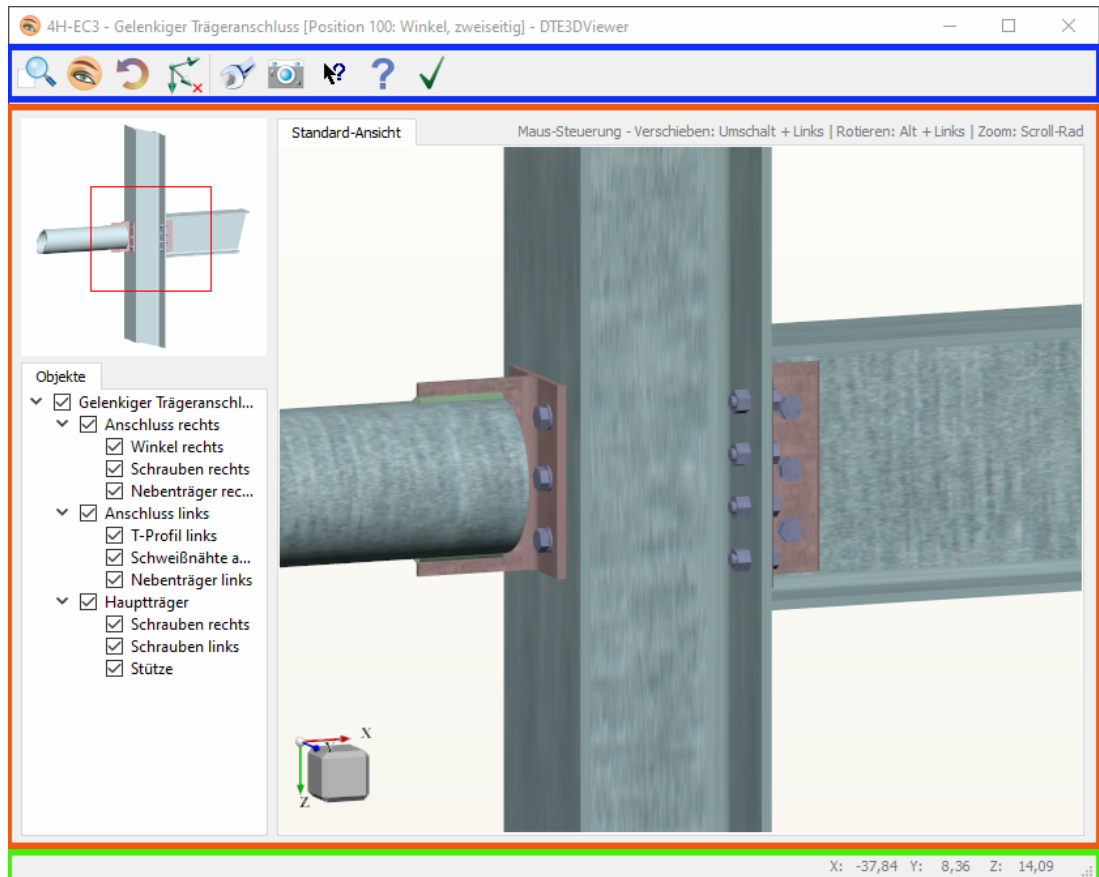 4H-EC3 - Gelenkiger Trägeranschluss [Position 100: Winkel, zweiseitig] - DTE3DViewer
Standard-Ansicht
Maus-Steuerung - Verschieben: Umschalt + Links | Rotieren: Alt + Links | Zoom: Scroll-Rad
Objekte
Gelenkiger Trägeranschl...
Anschluss rechts
Winkel rechts
Schrauben rechts
Nebenträger rec...
Anschluss links
T-Profil links
Schweißnähte a...
Nebenträger links
Hauptträger
Schrauben rechts
Schrauben links
Stütze
X
Y
Z
X: -37,84 Y: 8,36 Z: 14,09